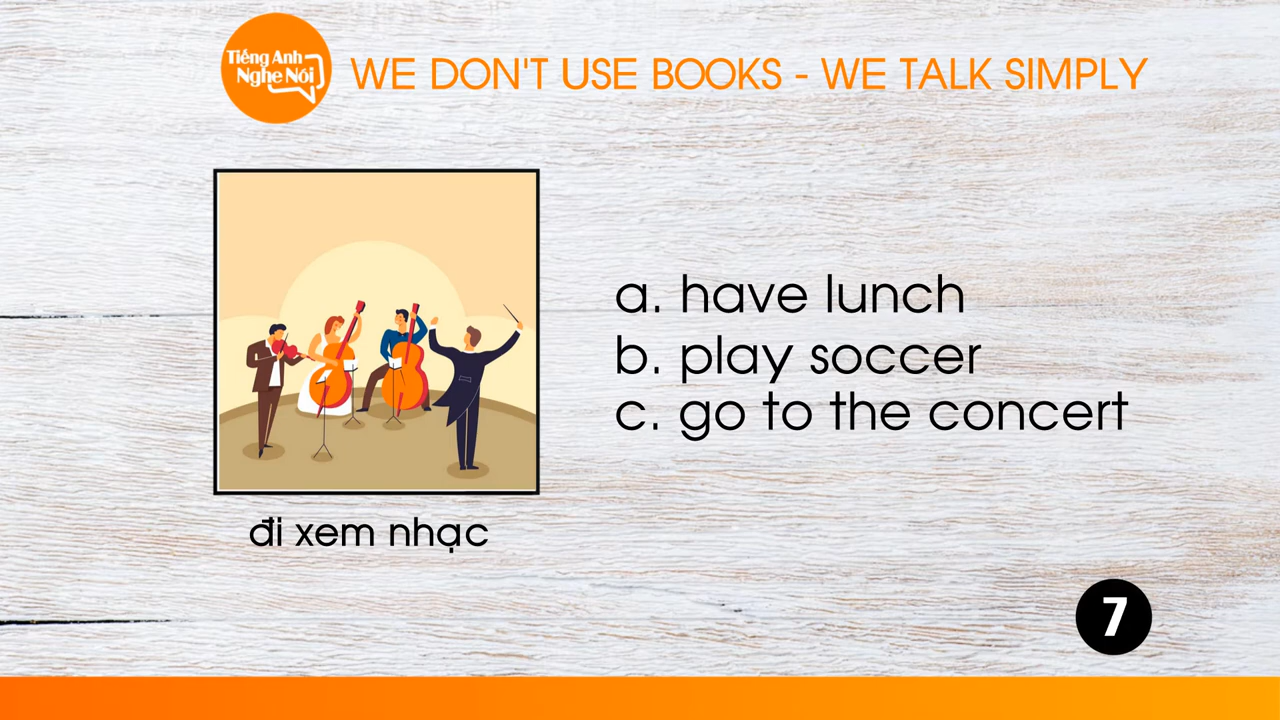 Tiếng Anh
Nghe Nói
WE DON'T USE BOOKS - WE TALK SIMPLY
đi xem nhạc
a. have lunch
b. play soccer
c. go to the concert
7